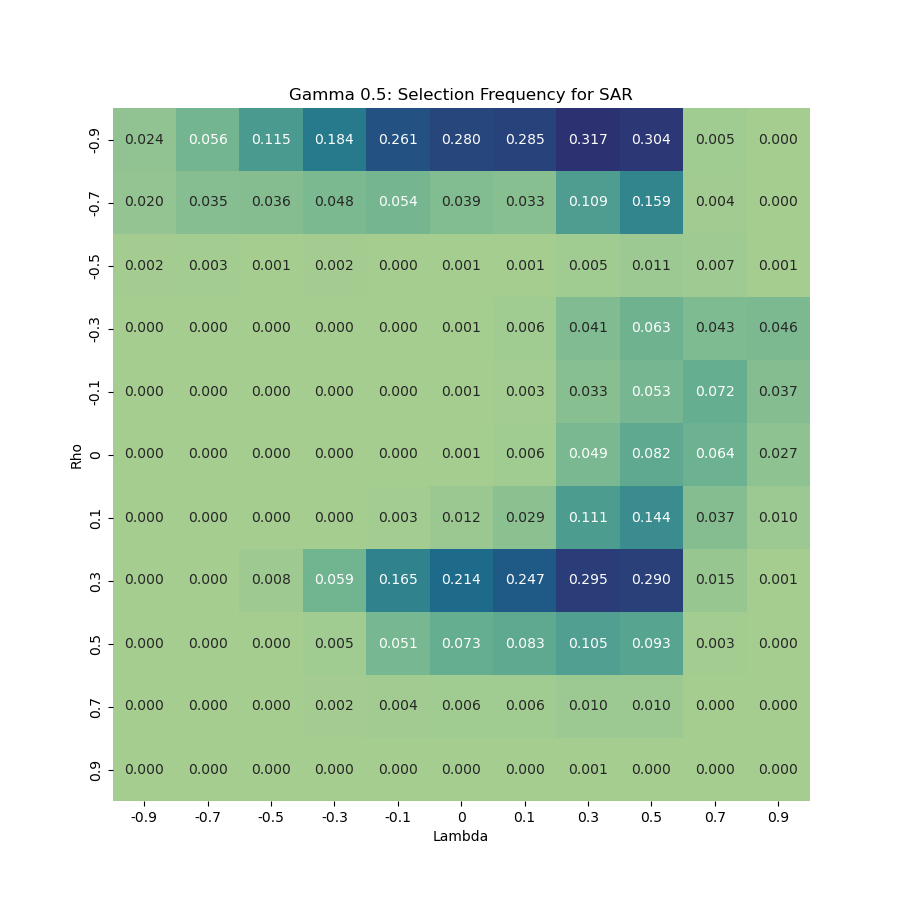 Gamma 0.5: Selection Frequency for SAR
-0.9 0.024 0.056 0.115 0.184 0.261 0.280 0.285 0.317 0.304 0.005 0.000
-0.7 0.020 0.035 0.036 0.048 0.054 0.039 0.033 0.109 0.159 0.004 0.000
-0.5 0.002 0.003 0.001 0.002 0.000 0.001 0.001 0.005 0.011 0.007 0.001
-0.3 0.000 0.000 0.000 0.000 0.000 0.001 0.006 0.041 0.063 0.043 0.046
-0.1 0.000 0.000 0.000 0.000 0.000 0.001 0.003 0.033 0.053 0.072 0.037
Rho
0 0.000 0.000 0.000 0.000 0.000 0.001 0.006 0.049 0.082 0.064 0.027
0.1 0.000 0.000 0.000 0.000 0.003 0.012 0.029 0.111 0.144 0.037 0.010
0.3 0.000 0.000 0.008 0.059 0.165 0.214 0.247 0.295 0.290 0.015 0.001
0.5 0.000 0.000 0.000 0.005 0.051 0.073 0.083 0.105 0.093 0.003 0.000
0.7 0.000 0.000 0.000 0.002 0.004 0.006 0.006 0.010 0.010 0.000 0.000
0.9 0.000 0.000 0.000 0.000 0.000 0.000 0.000 0.001 0.000 0.000 0.000
-0.9 -0.7 -0.5 -0.3 -0.1 0 0.1 0.3 0.5 0.7 0.9
Lambda